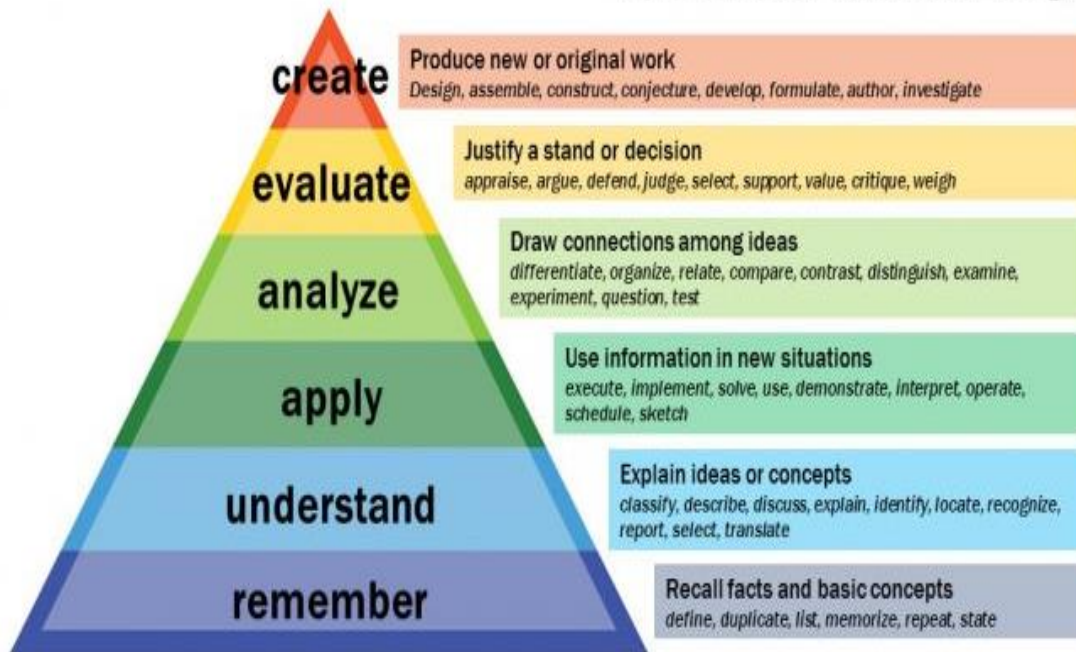 create
Produce new or original work
Design, assemble, construct, conjecture, develop, formulate, author, investigate
evaluate
Justify a stand or decision
appraise, argue, defend, judge, select, support, value, critique, weigh
analyze
Draw connections among ideas
differentiate, organize, relate, compare, contrast, distinguish, examine,
experiment, question, test
apply
Use information in new situations
execute, implement, solve, use, demonstrate, interpret, operate,
schedule, sketch
understand
Explain ideas or concepts
classify, describe, discuss, explain, identify, locate, recognize,
report, select, translate
remember
Recall facts and basic concepts
define, duplicate, list, memorize, repeat, state